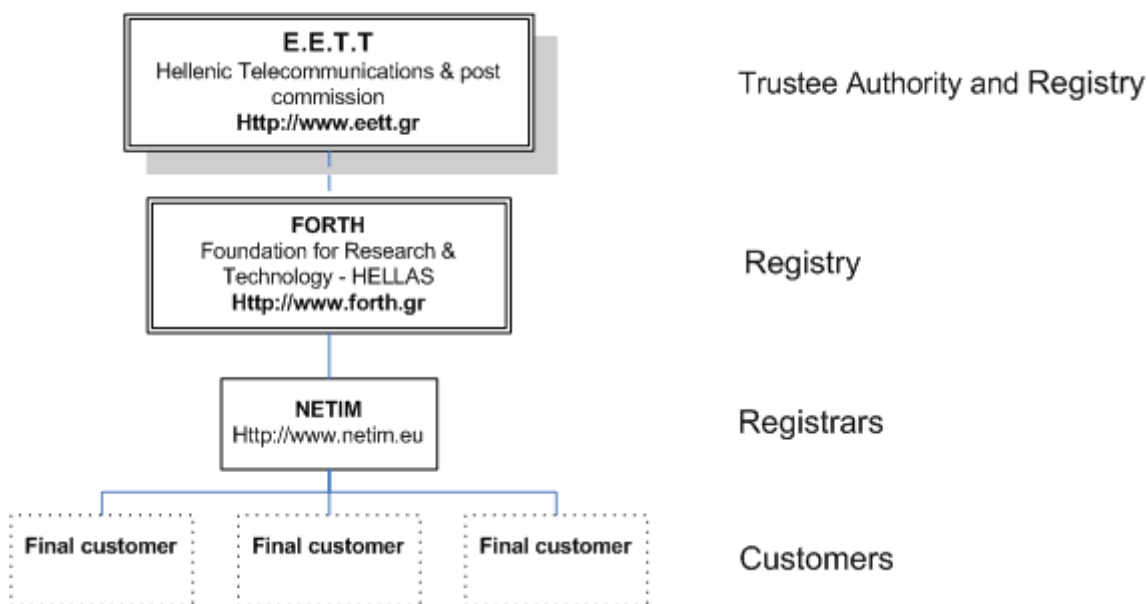 E.E.T.T
Hellenic Telecommunications & post
commission
Http://www.eett.gr
Trustee Authority and Registry
FORTH
Foundation for Research &
Technology - HELLAS
Http://www.forth.gr
Registry
NETIM
Http://www.netim.eu
Registrars
Final customer
Final customer
Final customer
Customers